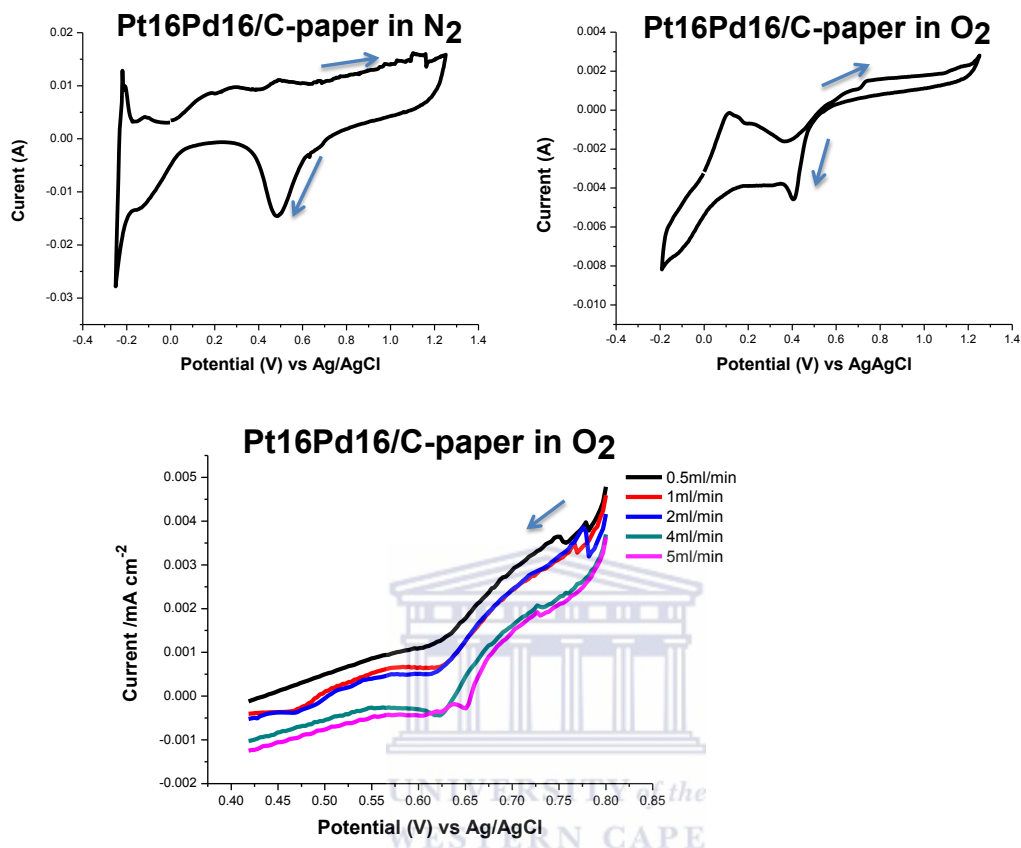 Pt16Pd16/C-paper in N2
0.02
0.01
0.00
-0.01
-0.02
-0.03
Current (A)
-0.4 -0.2 0.0 0.2 0.4 0.6 0.8 1.0 1.2 1.4
Potential (V) vs Ag/AgCl
Pt16Pd16/C-paper in O2
0.004
0.002
0.000
-0.002
-0.004
-0.006
-0.008
-0.010
Current (A)
-0.4 -0.2 0.0 0.2 0.4 0.6 0.8 1.0 1.2 1.4
Potential (V) vs AgAgCl
Pt16Pd16/C-paper in O2
0.005
0.004
0.003
0.002
0.001
0.000
-0.001
-0.002
Current /mA cm-2
0.5ml/min
1ml/min
2ml/min
4ml/min
5ml/min
0.40 0.45 0.50 0.55 0.60 0.65 0.70 0.75 0.80 0.85
Potential (V) vs Ag/AgCl
UNIVERSITY of the
WESTERN CAPE